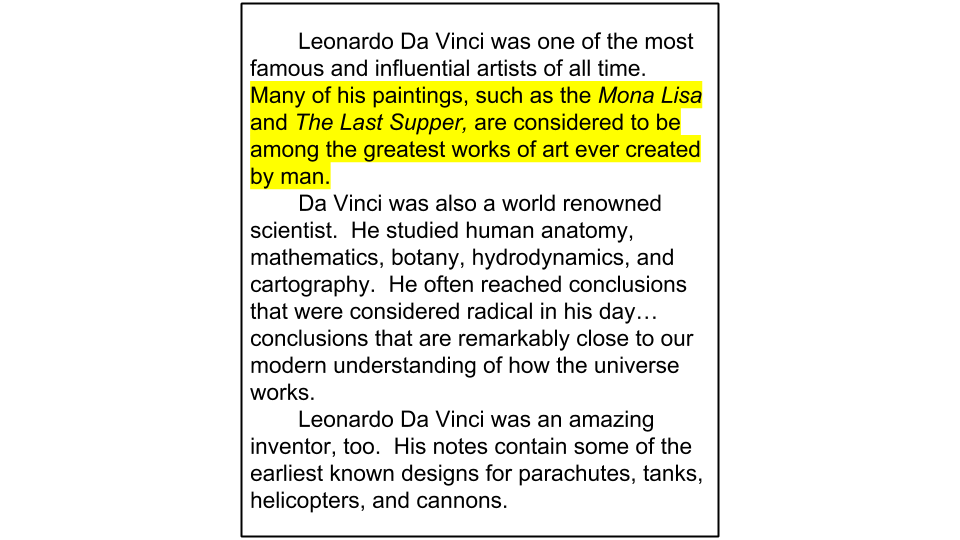 Leonardo Da Vinci was one of the most
famous and influential artists of all time.
Many of his paintings, such as the Mona Lisa
and The Last Supper, are considered to be
among the greatest works of art ever created
by man.
Da Vinci was also a world renowned
scientist.  He studied human anatomy,
mathematics, botany, hydrodynamics, and
cartography.  He often reached conclusions
that were considered radical in his day…
conclusions that are remarkably close to our
modern understanding of how the universe
works.
Leonardo Da Vinci was an amazing
inventor, too.  His notes contain some of the
earliest known designs for parachutes, tanks,
helicopters, and cannons.